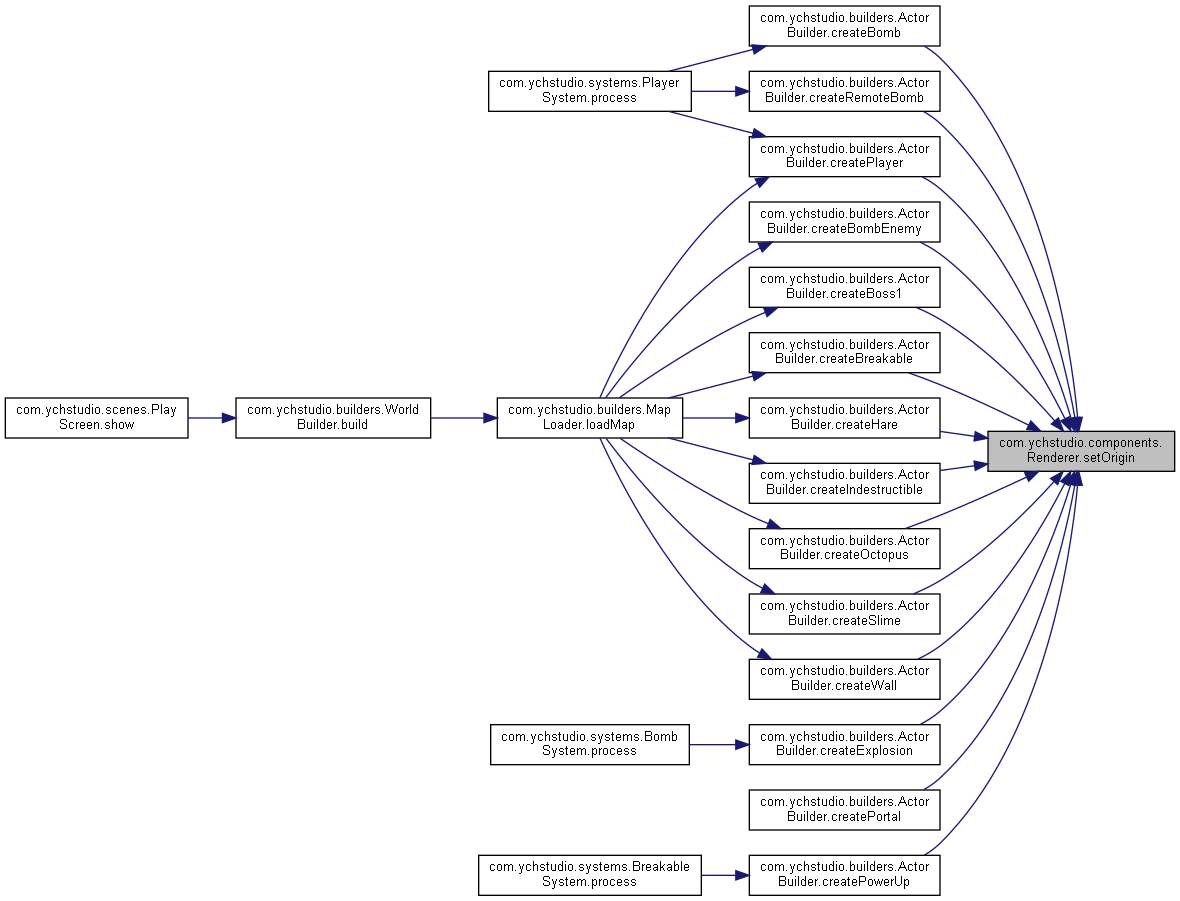 com.ychstudio.builders.Actor
Builder.createBomb
com.ychstudio.systems.Player
System.process
com.ychstudio.builders.Actor
Builder.createRemoteBomb
com.ychstudio.builders.Actor
Builder.createPlayer
com.ychstudio.builders.Actor
Builder.createBombEnemy
com.ychstudio.builders.Actor
Builder.createBoss1
com.ychstudio.builders.Actor
Builder.createBreakable
com.ychstudio.scenes.Play
Screen.show
com.ychstudio.builders.World
Builder.build
com.ychstudio.builders.Map
Loader.loadMap
com.ychstudio.builders.Actor
Builder.createHare
com.ychstudio.components.
Renderer.setOrigin
com.ychstudio.builders.Actor
Builder.createIndestructible
com.ychstudio.builders.Actor
Builder.createOctopus
com.ychstudio.builders.Actor
Builder.createSlime
com.ychstudio.builders.Actor
Builder.createWall
com.ychstudio.systems.Bomb
System.process
com.ychstudio.builders.Actor
Builder.createExplosion
com.ychstudio.builders.Actor
Builder.createPortal
com.ychstudio.systems.Breakable
System.process
com.ychstudio.builders.Actor
Builder.createPowerUp